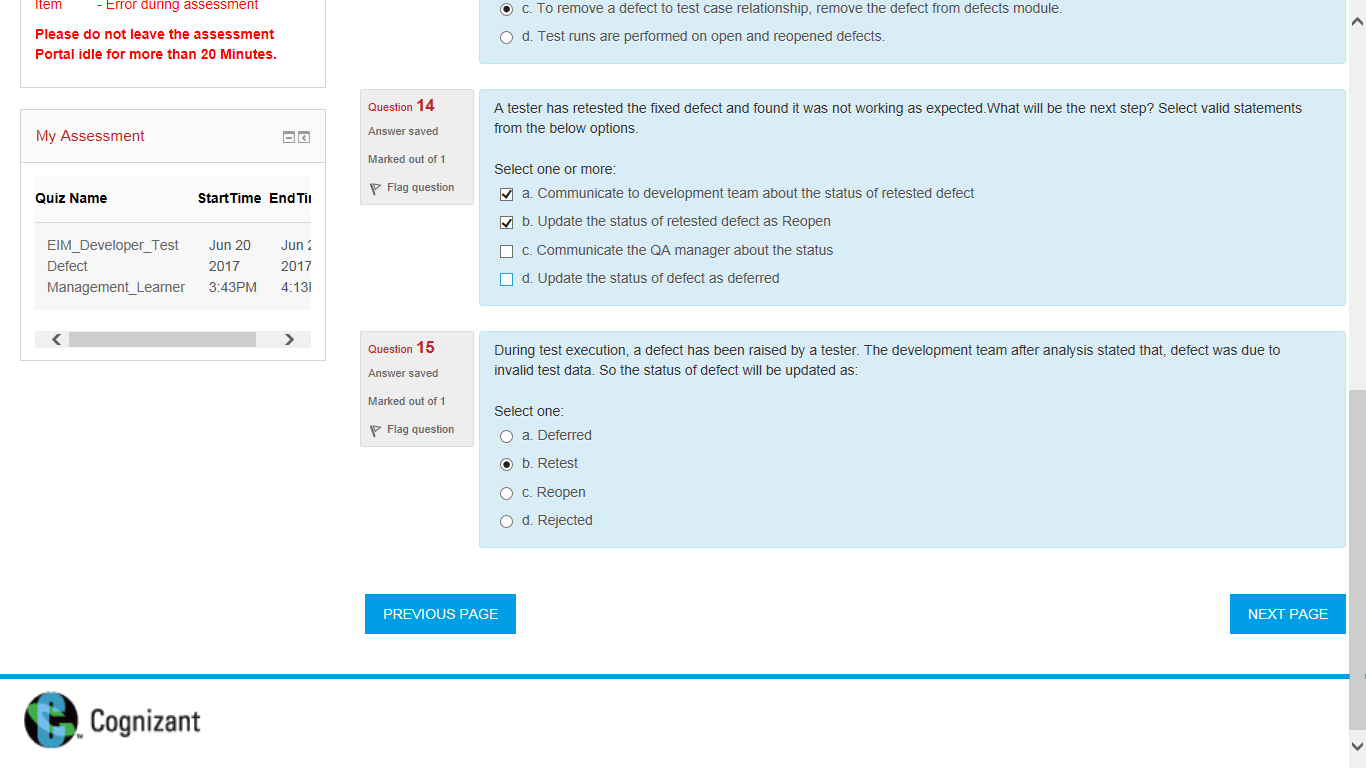 Item - Error during assessment
Please do not leave the assessment
Portal idle for more than 20 Minutes.
My Assessment
Quiz Name StartTime EndTi
EIM_Developer_Test Jun 20 Jun 2
Defect 2017 2017
Management_Learner 3:43PM 4:13
c. To remove a defect to test case relationship, remove the defect from defects module.
d. Test runs are performed on open and reopened defects.
Question 14
Answer saved
Marked out of 1
Flag question
A tester has retested the fixed defect and found it was not working as expected.What will be the next step? Select valid statements
from the below options.
Select one or more:
a. Communicate to development team about the status of retested defect
b. Update the status of retested defect as Reopen
c. Communicate the QA manager about the status
d. Update the status of defect as deferred
Question 15
Answer saved
Marked out of 1
Flag question
During test execution, a defect has been raised by a tester. The development team after analysis stated that, defect was due to
invalid test data. So the status of defect will be updated as:
Select one:
a. Deferred
b. Retest
c. Reopen
d. Rejected
PREVIOUS PAGE
NEXT PAGE
Cognizant